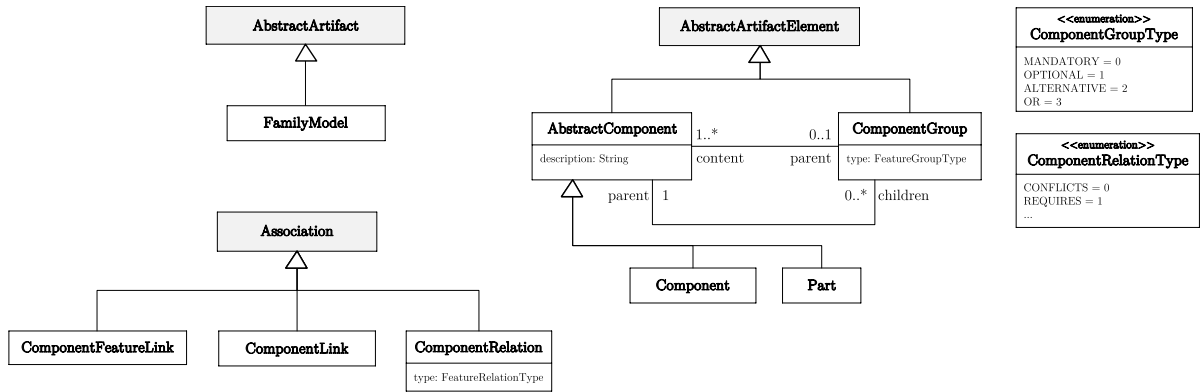 AbstractArtifact
FamilyModel
AbstractArtifactElement
AbstractComponent
description: String
1..*
content
0..1
parent
ComponentGroup
type: FeatureGroupType
parent
1
0..*
children
Component
Part
<<enumeration>>
ComponentGroupType
MANDATORY = 0
OPTIONAL = 1
ALTERNATIVE = 2
OR = 3
<<enumeration>>
ComponentRelationType
CONFLICTS = 0
REQUIRES = 1
...
Association
ComponentFeatureLink
ComponentLink
ComponentRelation
type: FeatureRelationType